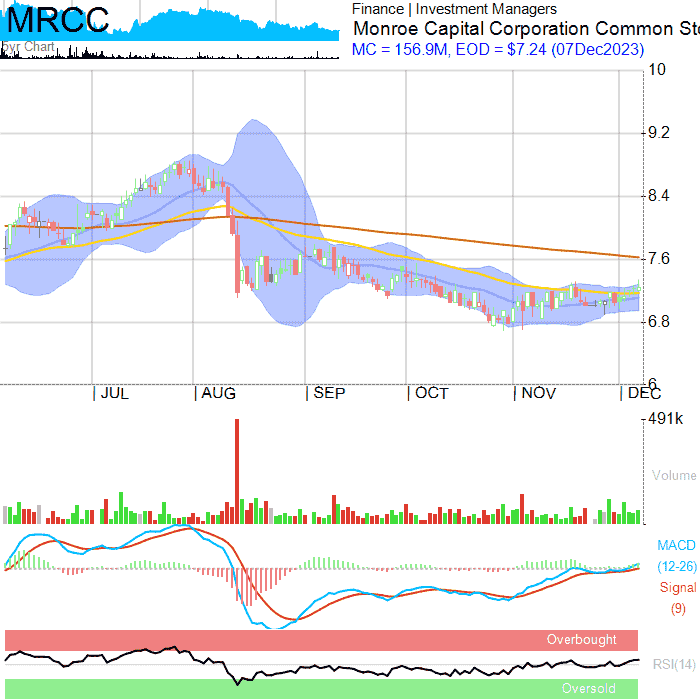 MRCC
Finance | Investment Managers
Monroe Capital Corporation Common Sto
MC = 156.9M, EOD = $7.24 (07Dec2023)
5yr Chart
10
9.2
8.4
7.6
6.8
6
JUL
AUG
SEP
OCT
NOV
DEC
491k
Volume
MACD
(12-26)
Signal
(9)
Overbought
RSI(14)
Oversold